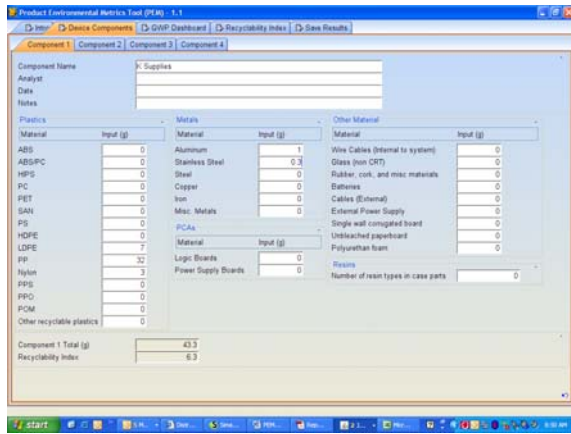 Product Environmental Metrics Tool (PEM) - 1.1
Intro Device Components GWP Dashboard Recyclability Index Save Results
Component 1 Component 2 Component 3 Component 4
Component Name K Supplies
Analyst
Date
Notes
Plastics
Material Input (g)
ABS 0
ABS/PC 0
HIPS 0
PC 0
PET 0
SAN 0
PS 0
HDPE 0
LDPE 7
PP 32
Nylon 3
PPS 0
PPO 0
POM 0
Other recyclable plastics 0
Metals
Material Input (g)
Aluminum 1
Stainless Steel 0.3
Steel 0
Copper 0
Iron 0
Misc. Metals 0
PCAs
Material Input (g)
Logic Boards 0
Power Supply Boards 0
Other Material
Material Input (g)
Wire Cables (Internal to system) 0
Glass (non CRT) 0
Rubber, cork, and misc materials 0
Batteries 0
Cables (External) 0
External Power Supply 0
Single wall corrugated board 0
Unbleached paperboard 0
Polyurethan foam 0
Resins
Number of resin types in case parts 0
Component 1 Total (g) 43.3
Recyclability Index 6.3
start